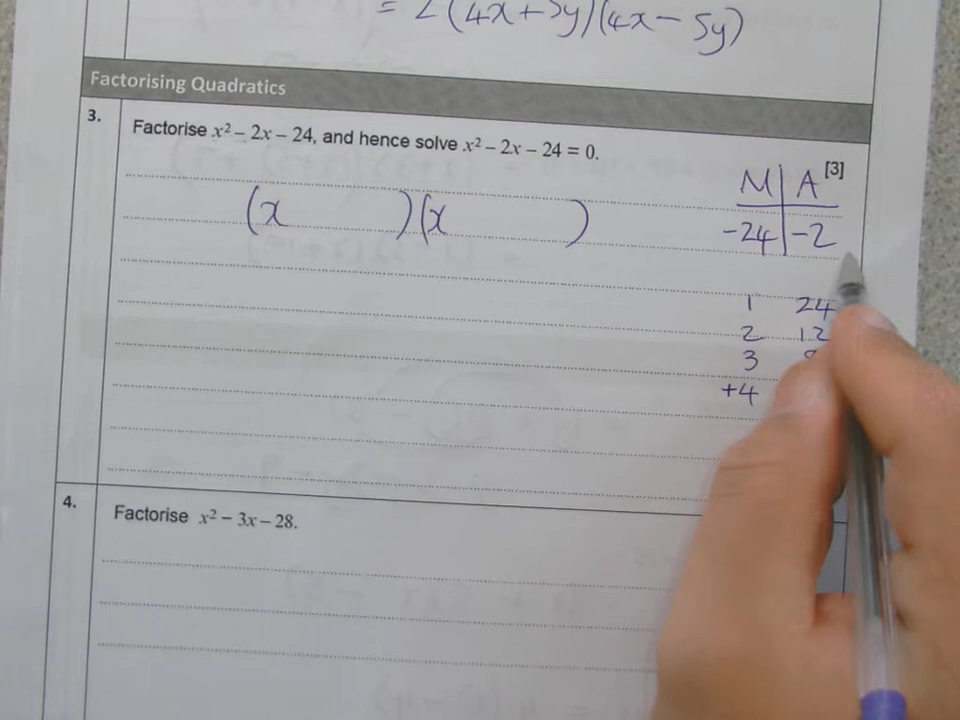 = 2(4x+5y)(4x-5y)
Factorising Quadratics
3. Factorise x² – 2x – 24, and hence solve x² – 2x – 24 = 0.
[3]
M | A
(x )(x )
-24 | -2
1 24
2 12
3
+4
4. Factorise x² – 3x – 28.